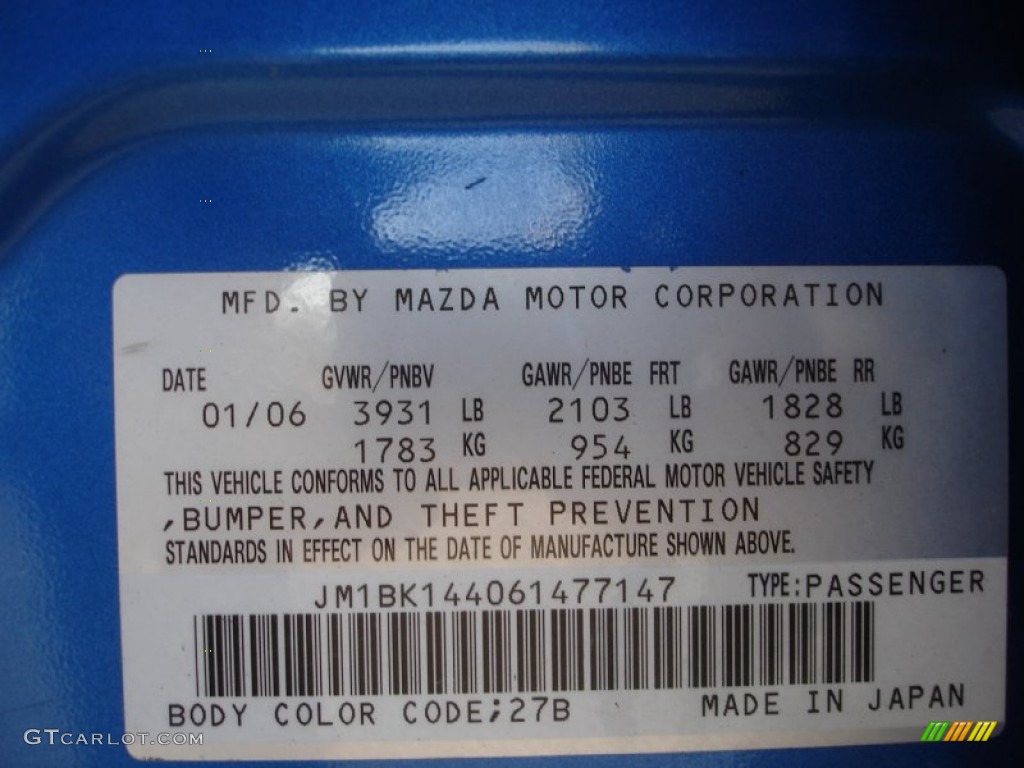 MFD. BY MAZDA MOTOR CORPORATION
DATE GVWR/PNBV GAWR/PNBE FRT GAWR/PNBE RR
01/06 3931 LB 2103 LB 1828 LB
1783 KG 954 KG 829 KG
THIS VEHICLE CONFORMS TO ALL APPLICABLE FEDERAL MOTOR VEHICLE SAFETY
,BUMPER,AND THEFT PREVENTION
STANDARDS IN EFFECT ON THE DATE OF MANUFACTURE SHOWN ABOVE.
JM1BK144061477147 TYPE:PASSENGER
BODY COLOR CODE;27B MADE IN JAPAN
GTCARLOT.COM